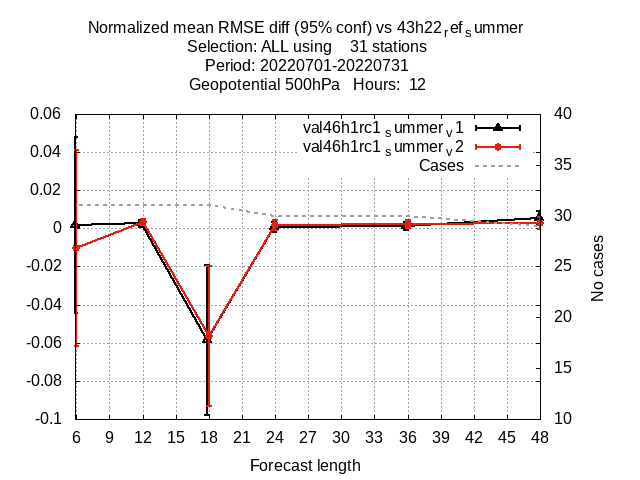 Normalized mean RMSE diff (95% conf) vs 43h22refsummer
Selection: ALL using 31 stations
Period: 20220701-20220731
Geopotential 500hPa Hours: 12
val46h1rc1summerv1
val46h1rc1summerv2
Cases
0.06
0.04
0.02
0
-0.02
-0.04
-0.06
-0.08
-0.1
40
35
30
25
20
15
10
No cases
6 9 12 15 18 21 24 27 30 33 36 39 42 45 48
Forecast length